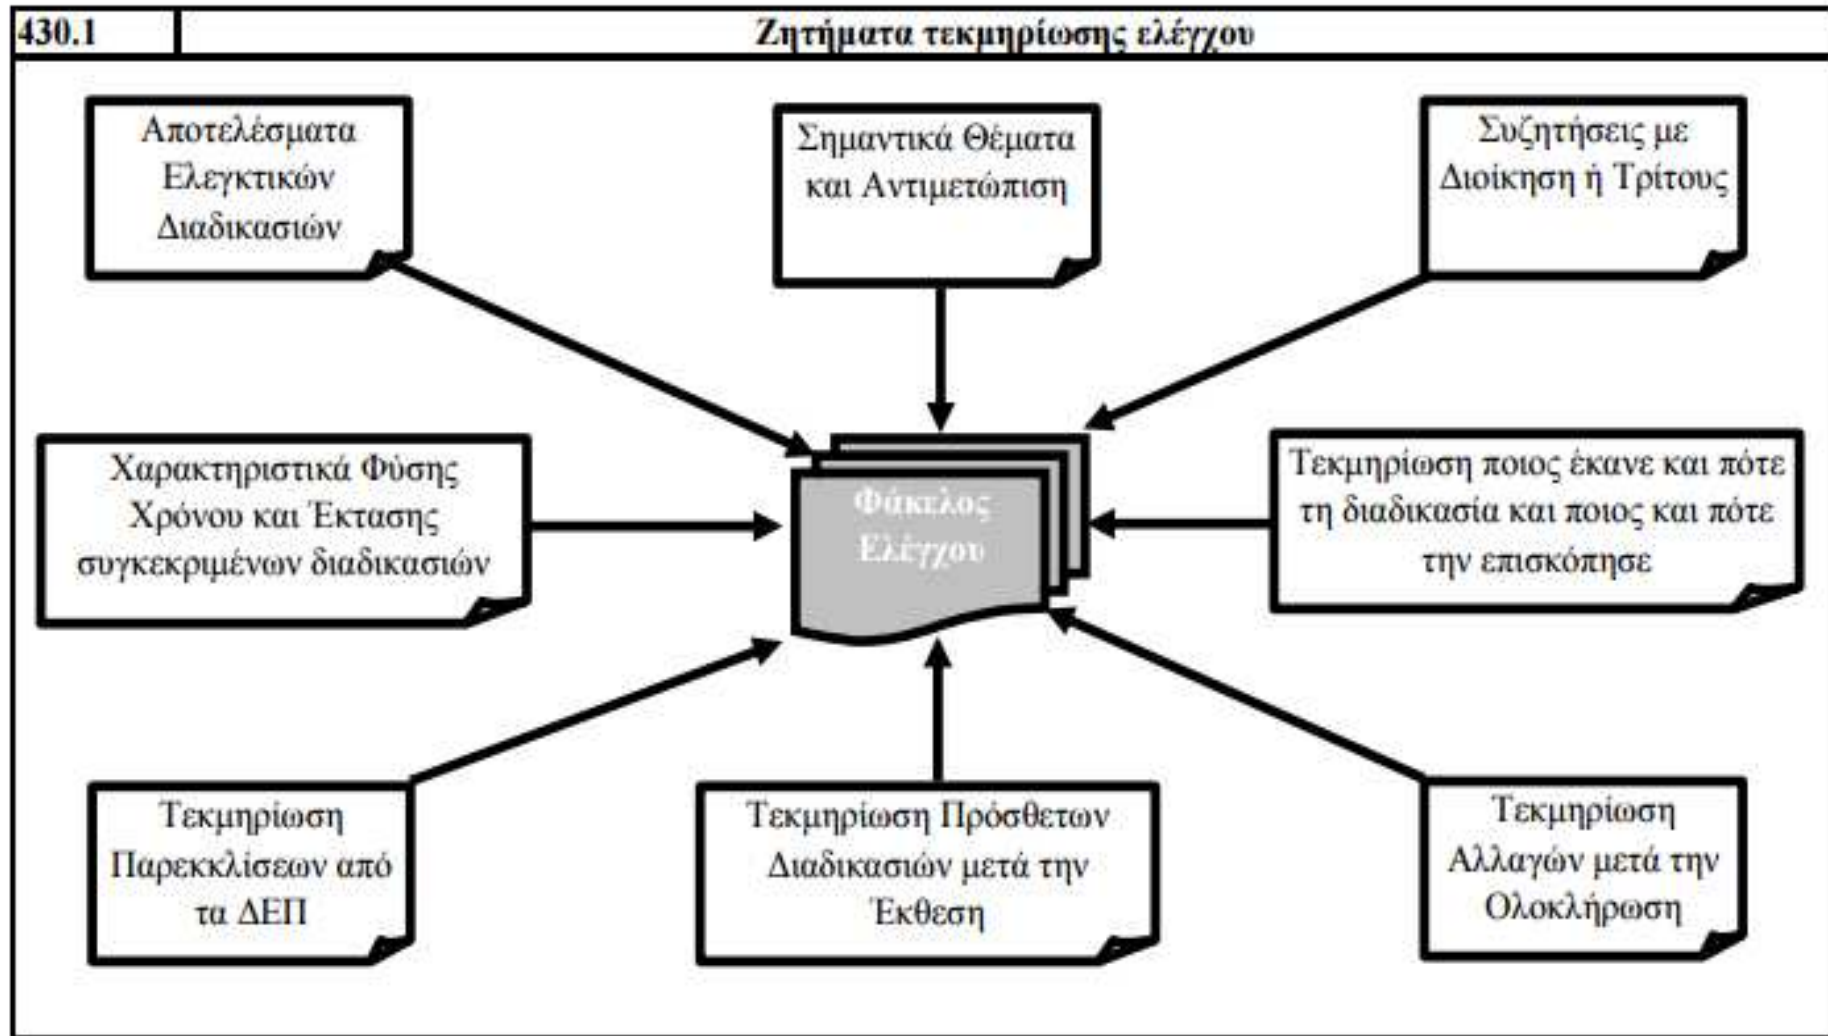 430.1
Ζητήματα τεκμηρίωσης ελέγχου
Αποτελέσματα
Ελεγκτικών
Διαδικασιών
Σημαντικά Θέματα
και Αντιμετώπιση
Συζητήσεις με
Διοίκηση ή Τρίτους
Χαρακτηριστικά Φύσης
Χρόνου και Έκτασης
συγκεκριμένων διαδικασιών
Φάκελος
Ελέγχου
Τεκμηρίωση ποιος έκανε και πότε
τη διαδικασία και ποιος και πότε
την επισκόπησε
Τεκμηρίωση
Παρεκκλίσεων από
τα ΔΕΠ
Τεκμηρίωση Πρόσθετων
Διαδικασιών μετά την
Έκθεση
Τεκμηρίωση
Αλλαγών μετά την
Ολοκλήρωση